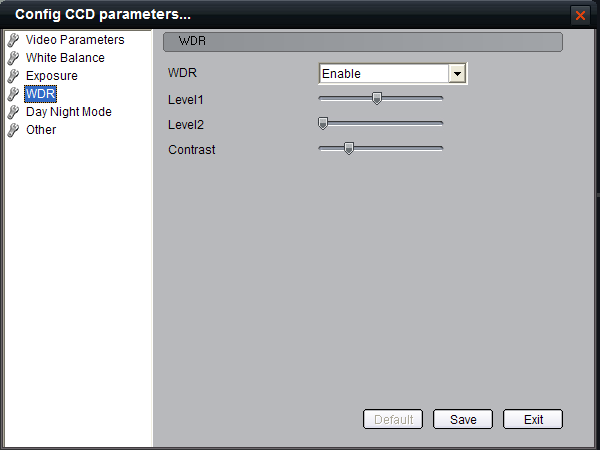 Config CCD parameters...
Video Parameters
White Balance
Exposure
WDR
Day Night Mode
Other
WDR
WDR Enable
Level1
Level2
Contrast
Default Save Exit